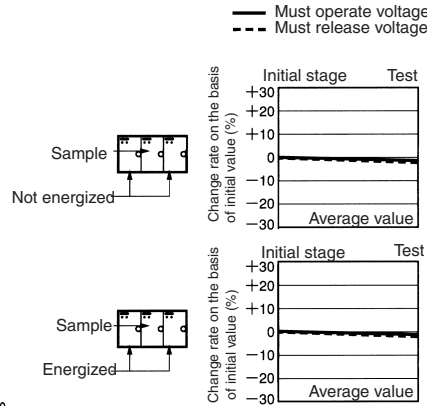 Must operate voltage
Must release voltage
Initial stage Test
+30
+20
+10
0
−10
−20
−30
Change rate on the basis
of initial value (%)
Average value
Sample
Not energized
Initial stage Test
+30
+20
+10
0
−10
−20
−30
Change rate on the basis
of initial value (%)
Average value
Sample
Energized